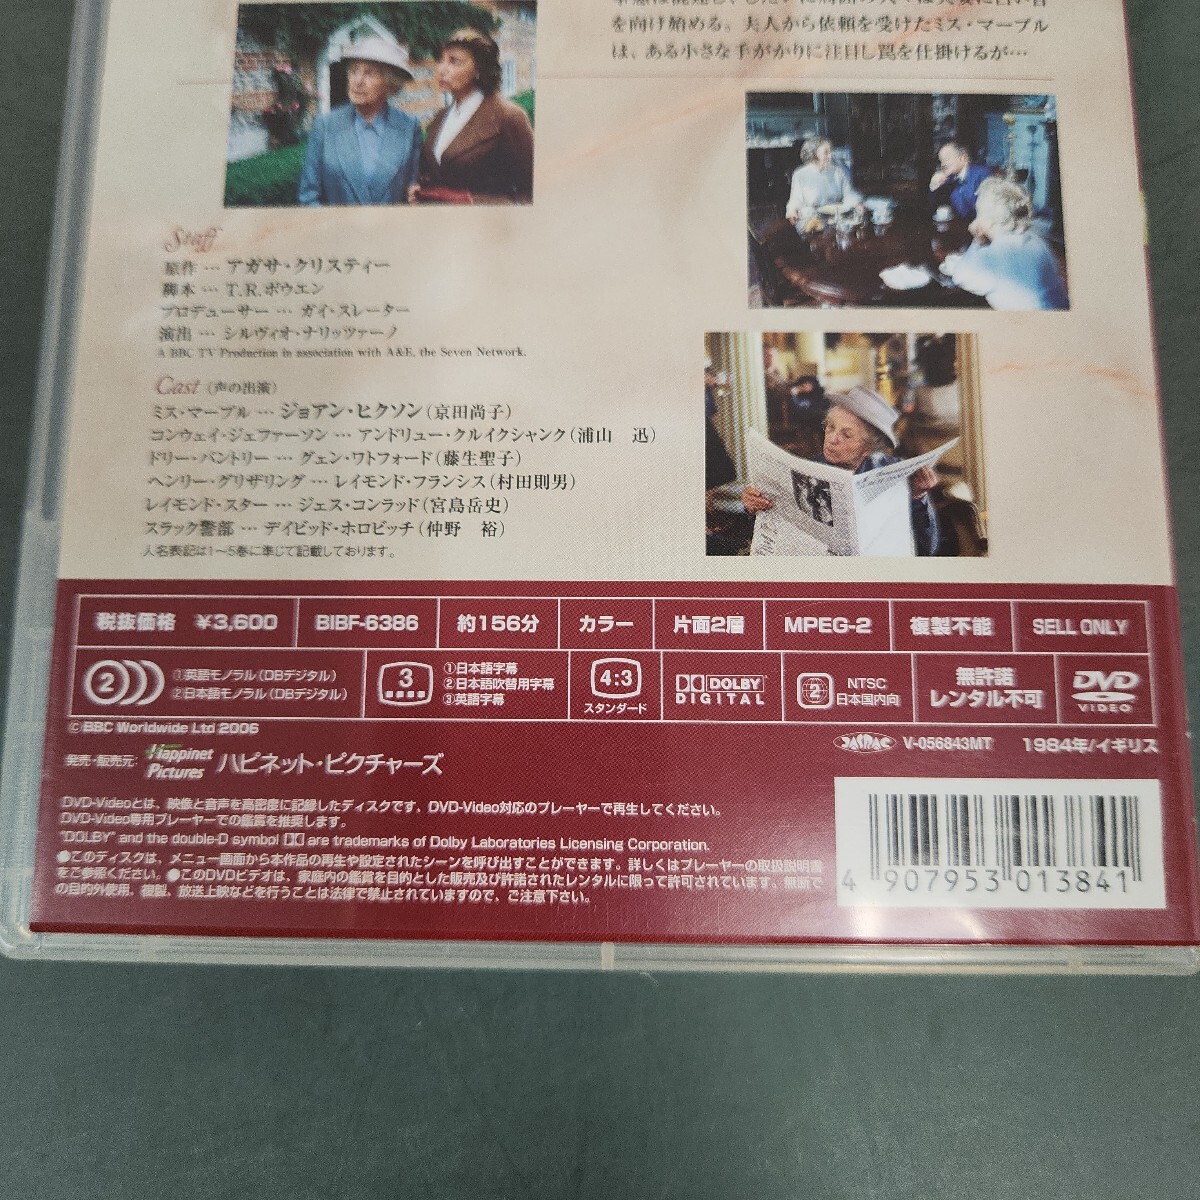 を向け始める。夫人から依頼を受けたミス・マープル
は、ある小さな手がかりに注目し罠を仕掛けるが…
Staff
原作 … アガサ・クリスティー
脚本 … T.R.ボウエン
プロデューサー … ガイ・スレーター
演出 … シルヴィオ・ナリッツァーノ
A BBC TV Production in association with A&E, the Seven Network.
Cast (声の出演)
ミス・マープル … ジョアン・ヒクソン(京田尚子)
コンウェイ・ジェファーソン … アンドリュー・クルイクシャンク(浦山 迅)
ドリー・バントリー … グェン・ワトフォード(藤生聖子)
ヘンリー・グリザリング … レイモンド・フランシス(村田則男)
レイモンド・スター … ジェス・コンラッド(宮島岳史)
スラック警部 … デイビッド・ホロビッチ(仲野 裕)
人名表記は1〜5巻に準じて記載しております。
税抜価格 ¥3,600 BIBF-6386 約156分 カラー 片面2層 MPEG-2 複製不能 SELL ONLY
2 ①英語モノラル(DBデジタル)
②日本語モノラル(DBデジタル)
3 ①日本語字幕
②日本語吹替用字幕
③英語字幕
4:3
スタンダード
DOLBY
DIGITAL
2 NTSC
日本国内向
無許諾
レンタル不可
DVD
VIDEO
© BBC Worldwide Ltd 2006
JASRAC V-056843MT 1984年/イギリス
発売・販売元: Happinet Pictures ハピネット・ピクチャーズ
DVD-Videoとは、映像と音声を高密度に記録したディスクです。DVD-Video対応のプレーヤーで再生してください。
DVD-Video専用プレーヤーでの鑑賞を推奨します。
"DOLBY" and the double-D symbol are trademarks of Dolby Laboratories Licensing Corporation.
●このディスクは、メニュー画面から本作品の再生や設定されたシーンを呼び出すことができます。詳しくはプレーヤーの取扱説明書
をご参照ください。●このDVDビデオは、家庭内の鑑賞を目的とした販売及び許諾されたレンタルに限って許可されています。無断で
の目的外使用、複製、放送上映などを行うことは法律で禁止されていますので、ご注意下さい。
4 907953 013841